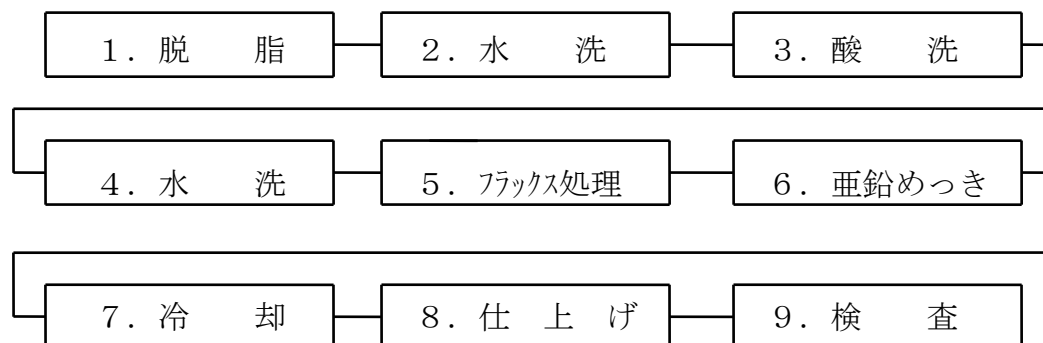 １．脱　　脂　２．水　　洗　３．酸　　洗
４．水　　洗　５．ﾌﾗｯｸｽ処理　６．亜鉛めっき
７．冷　　却　８．仕　上　げ　９．検　　査